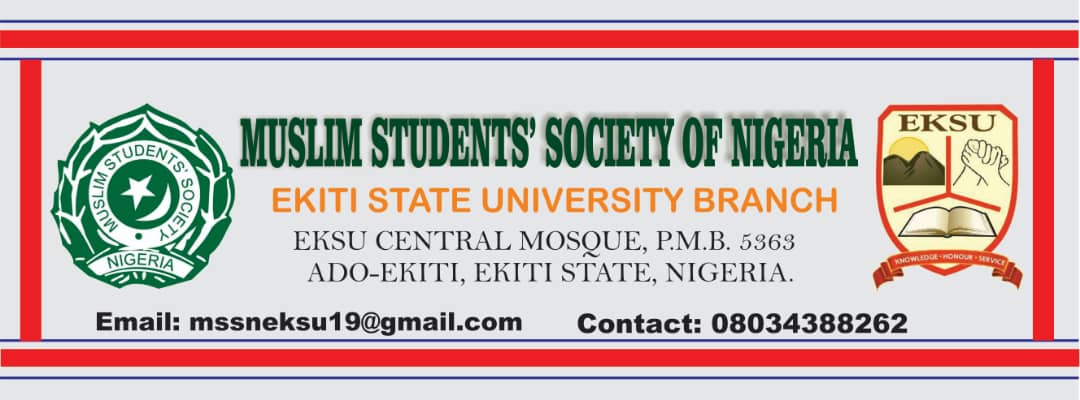 MUSLIM STUDENTS' SOCIETY OF NIGERIA
EKITI STATE UNIVERSITY BRANCH
EKSU CENTRAL MOSQUE, P.M.B. 5363
ADO-EKITI, EKITI STATE, NIGERIA.
Email: mssneksu19@gmail.com
Contact: 08034388262
MUSLIM STUDENTS' SOCIETY
NIGERIA
EKSU
KNOWLEDGE • HONOUR • SERVICE